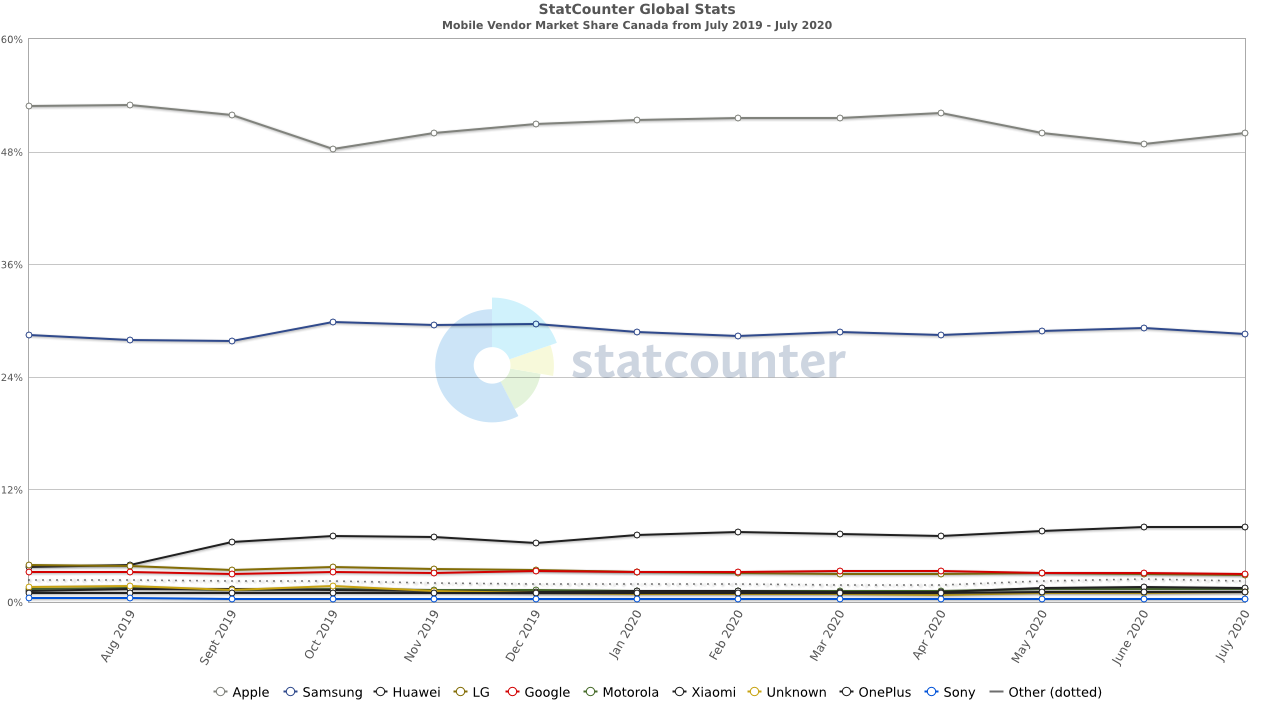 StatCounter Global Stats
Mobile Vendor Market Share Canada from July 2019 - July 2020
60%
48%
36%
statcounter
24%
12%
0%
Aug 2019 Sept 2019 Oct 2019 Nov 2019 Dec 2019 Jan 2020 Feb 2020 Mar 2020 Apr 2020 May 2020 June 2020 July 2020
Apple Samsung Huawei LG Google Motorola Xiaomi Unknown OnePlus Sony Other (dotted)